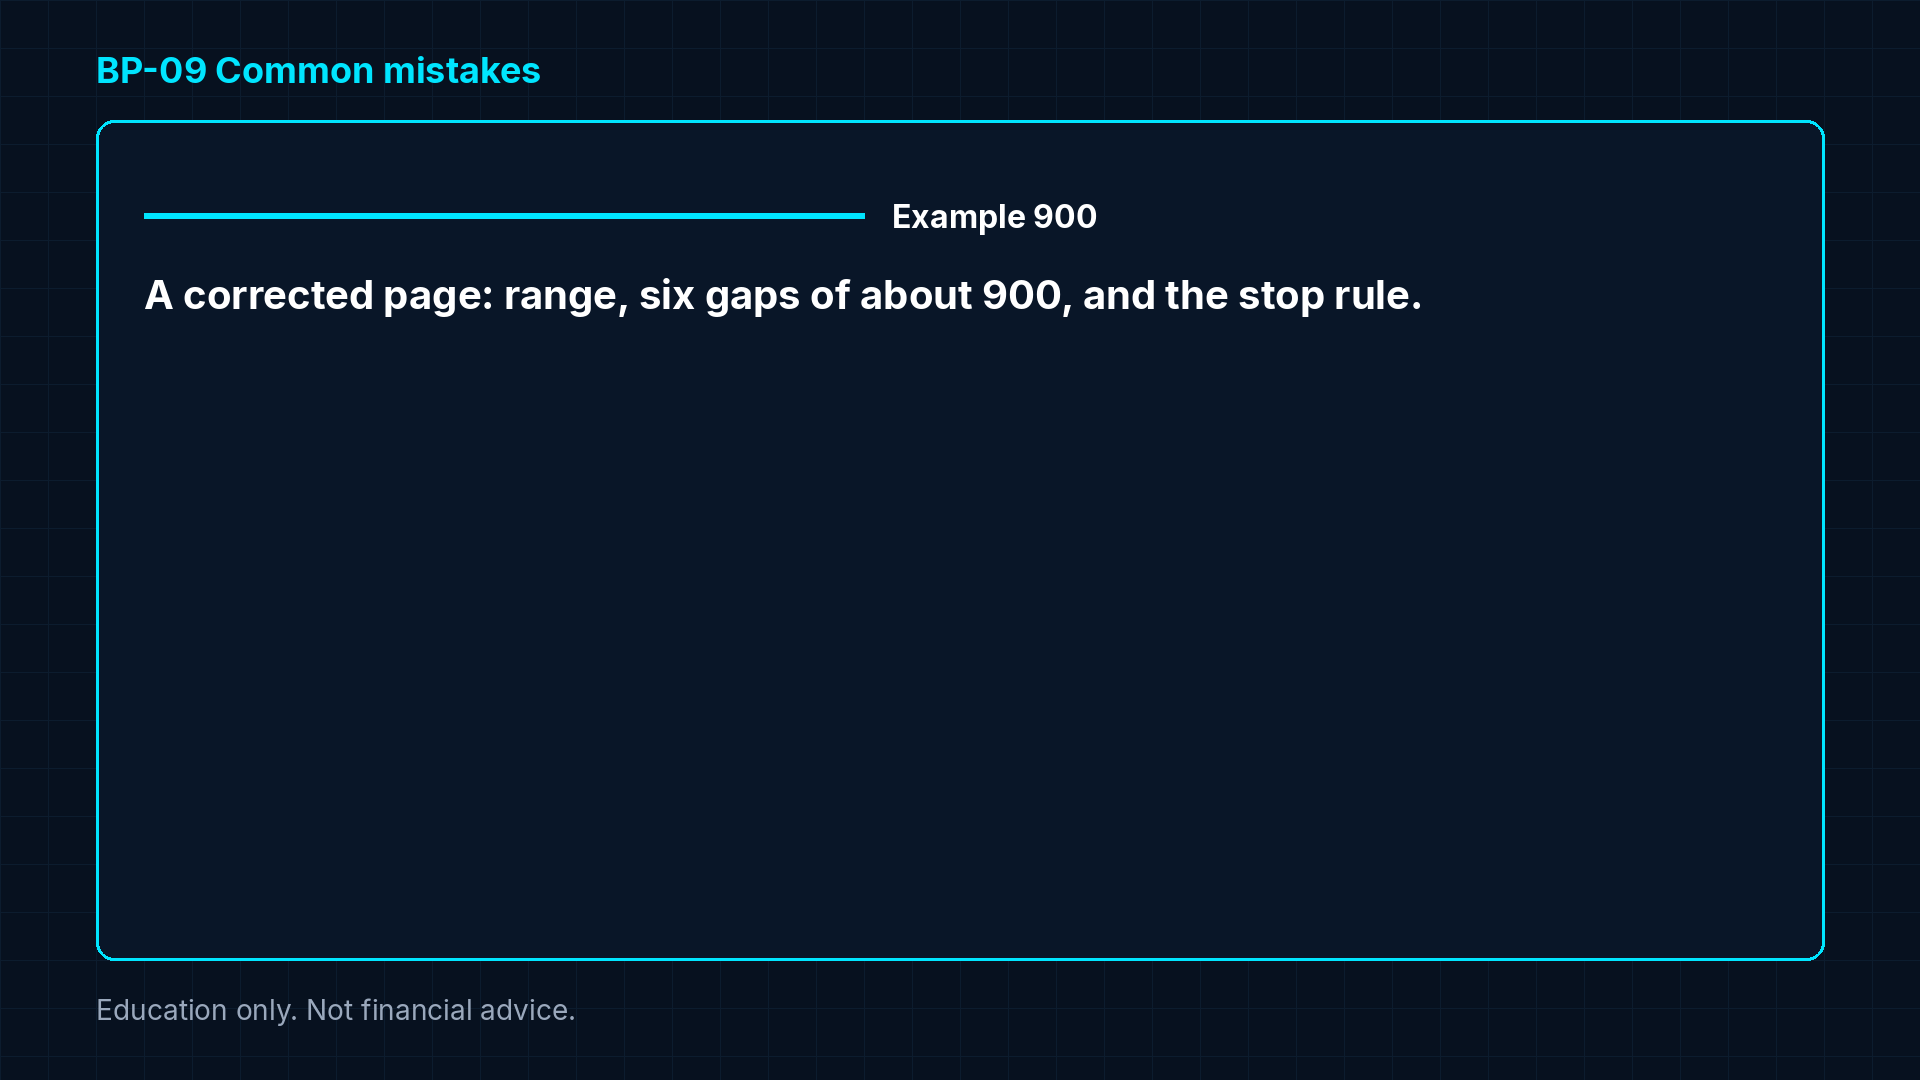 BP-09 Common mistakes
Example 900
A corrected page: range, six gaps of about 900, and the stop rule.
Education only. Not financial advice.